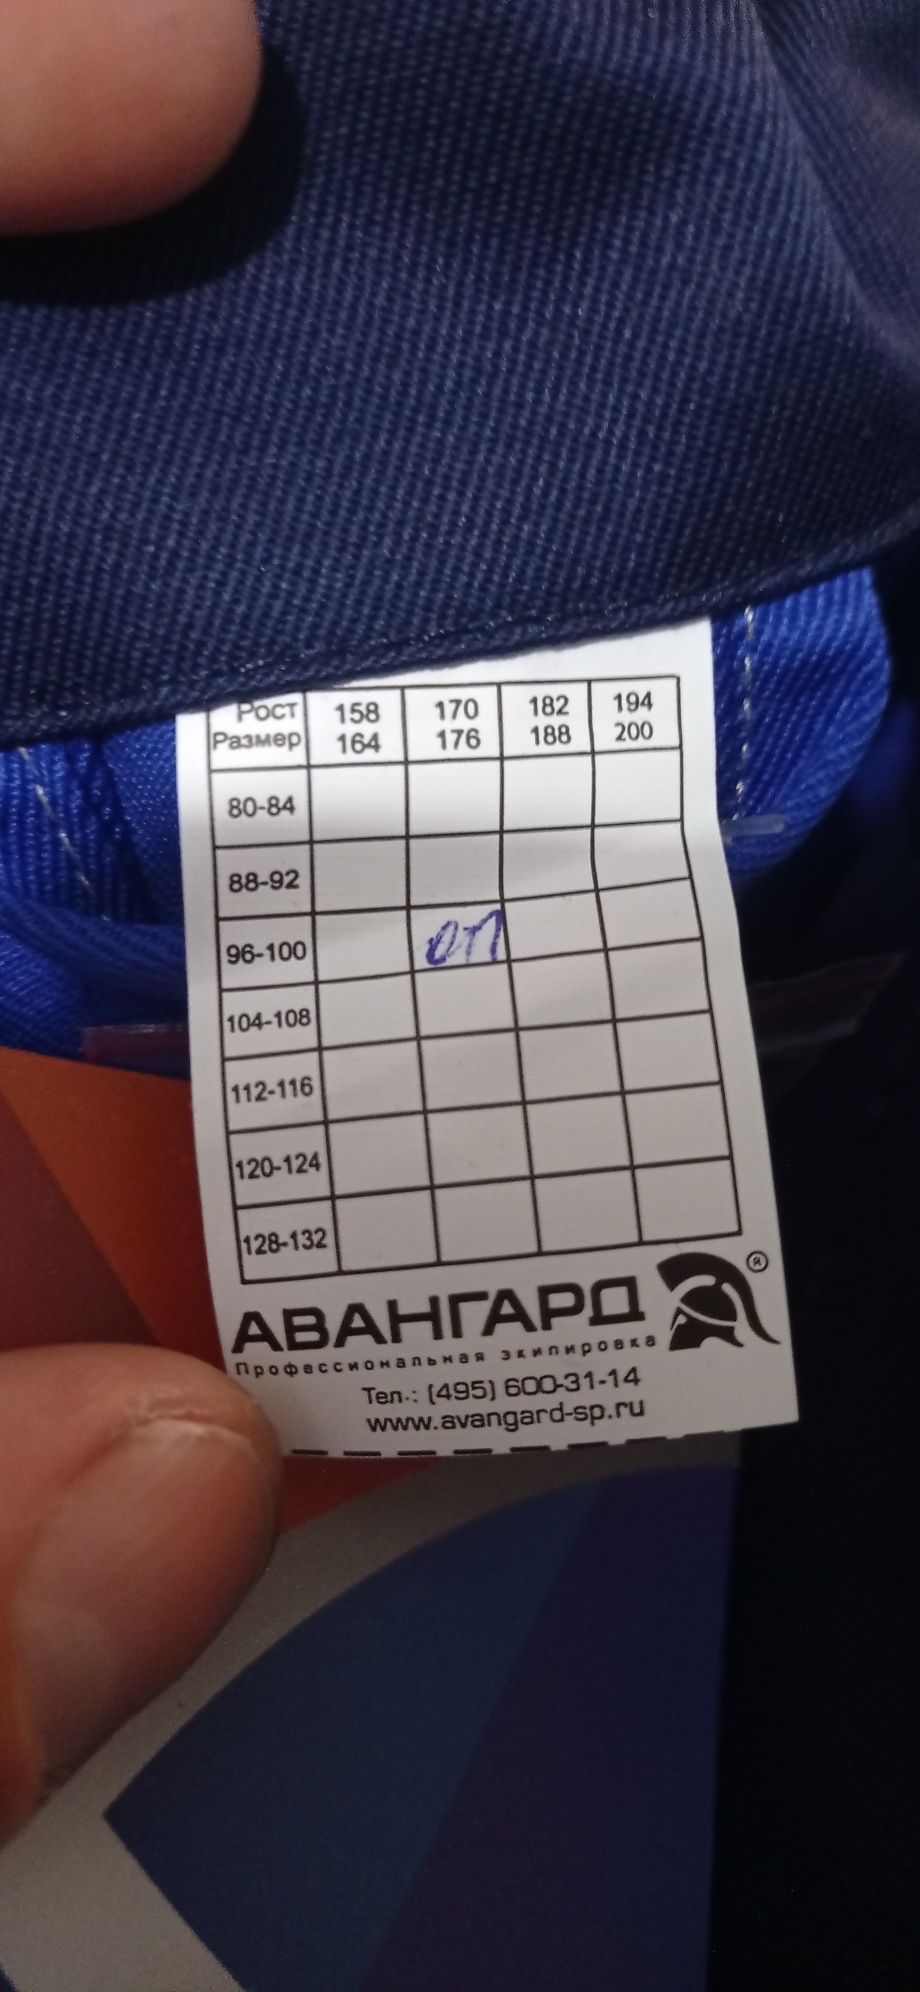 Рост 158 170 182 194
Размер 164 176 188 200
80-84
88-92
96-100 оп
104-108
112-116
120-124
128-132
АВАНГАРД ®
Профессиональная экипировка
Тел.: (495) 600-31-14
www.avangard-sp.ru